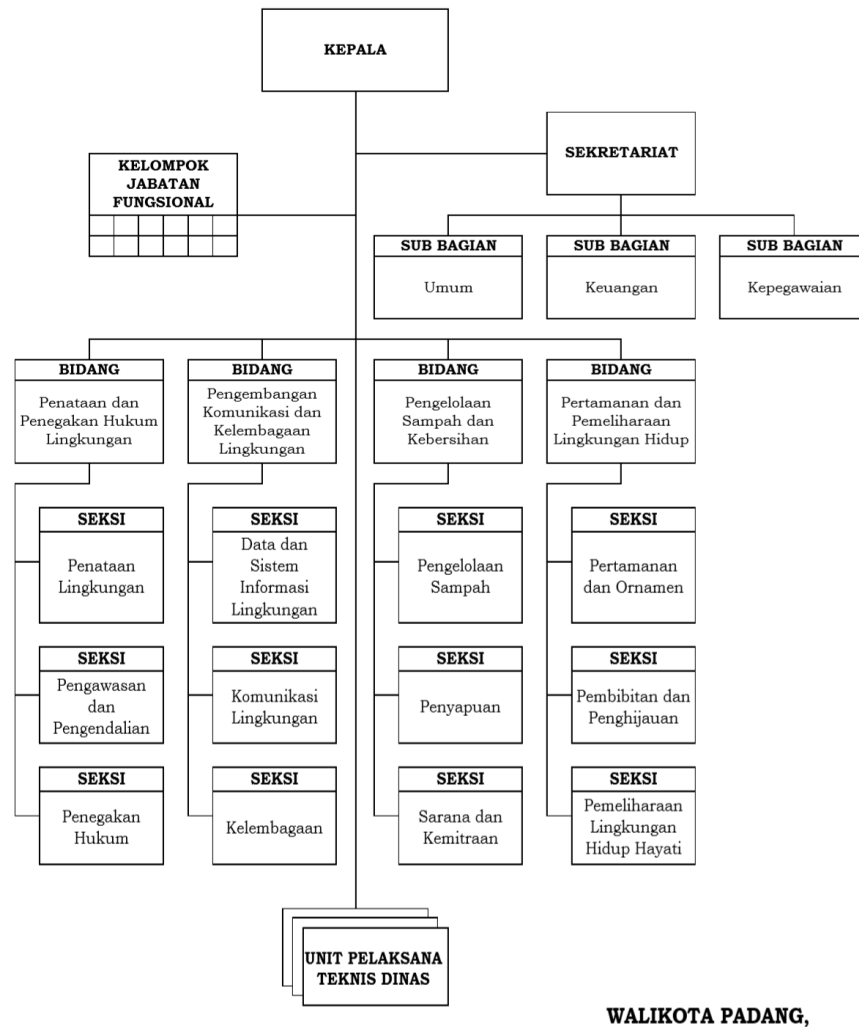 KEPALA
SEKRETARIAT
KELOMPOK
JABATAN
FUNGSIONAL
SUB BAGIAN
Umum
SUB BAGIAN
Keuangan
SUB BAGIAN
Kepegawaian
BIDANG
Penataan dan
Penegakan Hukum
Lingkungan
BIDANG
Pengembangan
Komunikasi dan
Kelembagaan
Lingkungan
BIDANG
Pengelolaan
Sampah dan
Kebersihan
BIDANG
Pertamanan dan
Pemeliharaan
Lingkungan Hidup
SEKSI
Penataan
Lingkungan
SEKSI
Data dan
Sistem
Informasi
Lingkungan
SEKSI
Pengelolaan
Sampah
SEKSI
Pertamanan
dan Ornamen
SEKSI
Pengawasan
dan
Pengendalian
SEKSI
Komunikasi
Lingkungan
SEKSI
Penyapuan
SEKSI
Pembibitan dan
Penghijauan
SEKSI
Penegakan
Hukum
SEKSI
Kelembagaan
SEKSI
Sarana dan
Kemitraan
SEKSI
Pemeliharaan
Lingkungan
Hidup Hayati
UNIT PELAKSANA
TEKNIS DINAS
WALIKOTA PADANG,